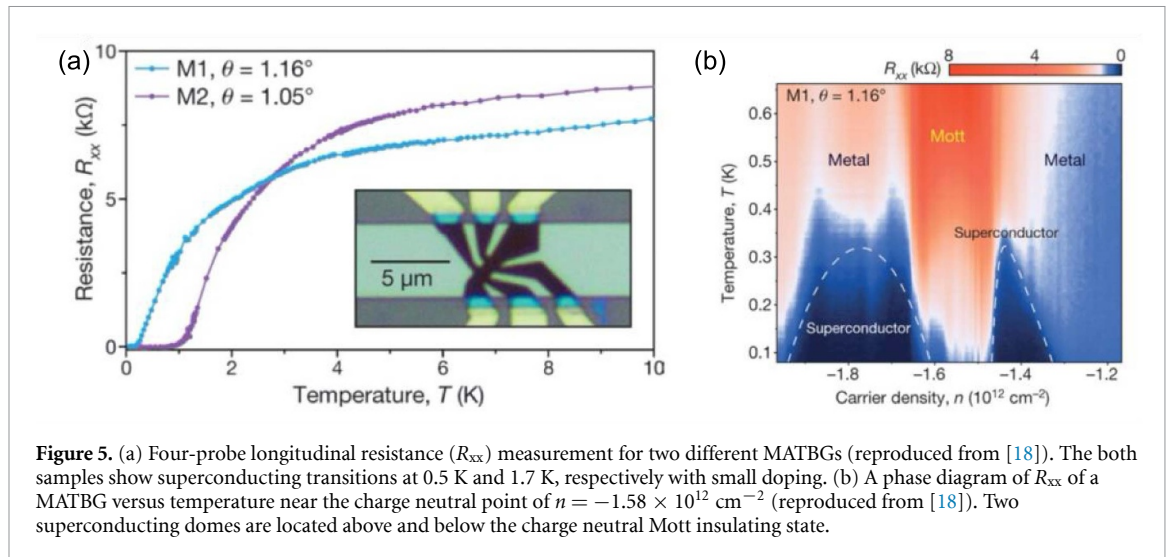 (a)
10
M1, θ = 1.16°
M2, θ = 1.05°
5
5 µm
0
0 2 4 6 8 10
Resistance, Rxx (kΩ)
Temperature, T (K)
(b)
8 4 0
Rxx (kΩ)
M1, θ = 1.16°
0.6
Mott
0.5
Metal
Metal
0.4
Superconductor
0.3
0.2
Superconductor
0.1
−1.8 −1.6 −1.4 −1.2
Temperature, T (K)
Carrier density, n (10¹² cm⁻²)
Figure 5. (a) Four-probe longitudinal resistance (Rxx) measurement for two different MATBGs (reproduced from [18]). The both
samples show superconducting transitions at 0.5 K and 1.7 K, respectively with small doping. (b) A phase diagram of Rxx of a
MATBG versus temperature near the charge neutral point of n = −1.58 × 10¹² cm⁻² (reproduced from [18]). Two
superconducting domes are located above and below the charge neutral Mott insulating state.